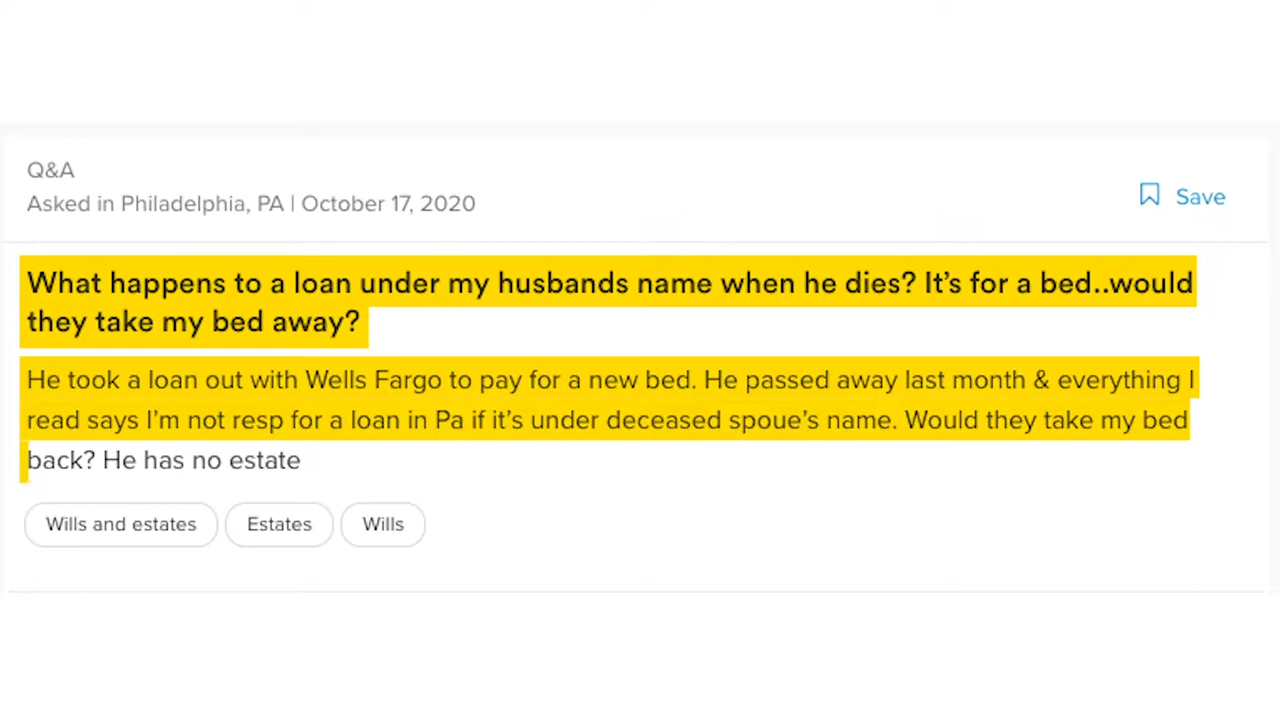 Q&A
Asked in Philadelphia, PA | October 17, 2020
Save
What happens to a loan under my husbands name when he dies? It's for a bed..would
they take my bed away?
He took a loan out with Wells Fargo to pay for a new bed. He passed away last month & everything I
read says I'm not resp for a loan in Pa if it's under deceased spoue's name. Would they take my bed
back? He has no estate
Wills and estates
Estates
Wills